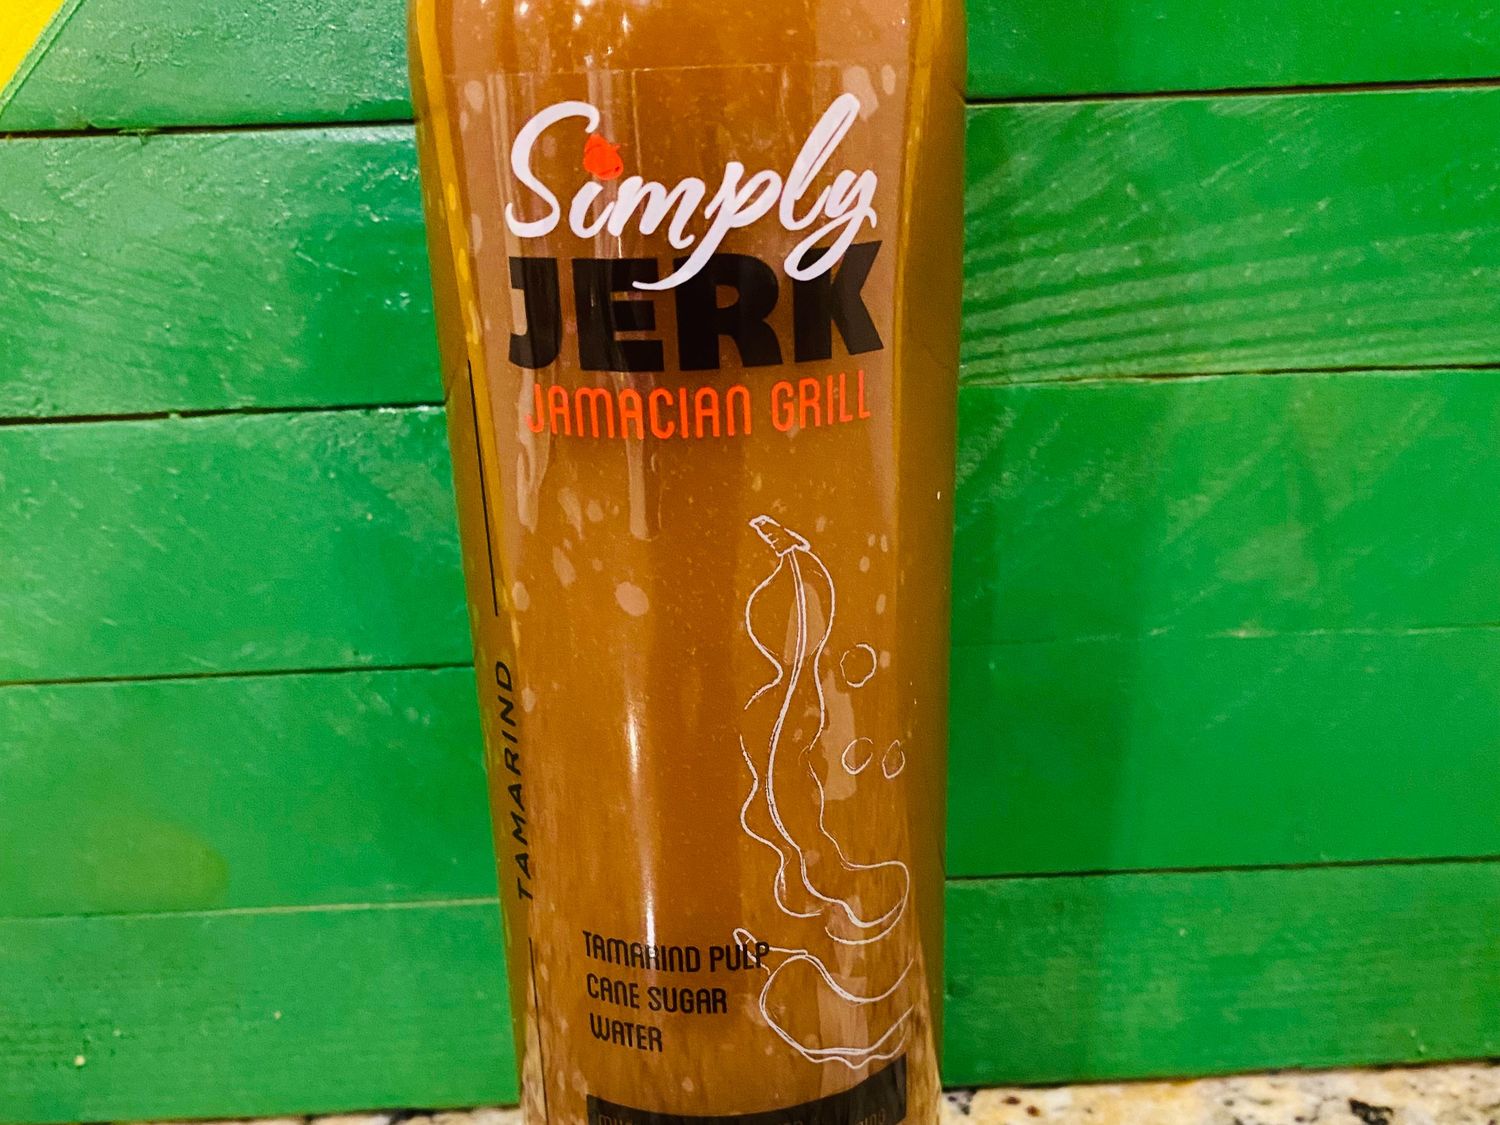 Simply
JERK
JAMACIAN GRILL
TAMARIND
TAMARIND PULP
CANE SUGAR
WATER